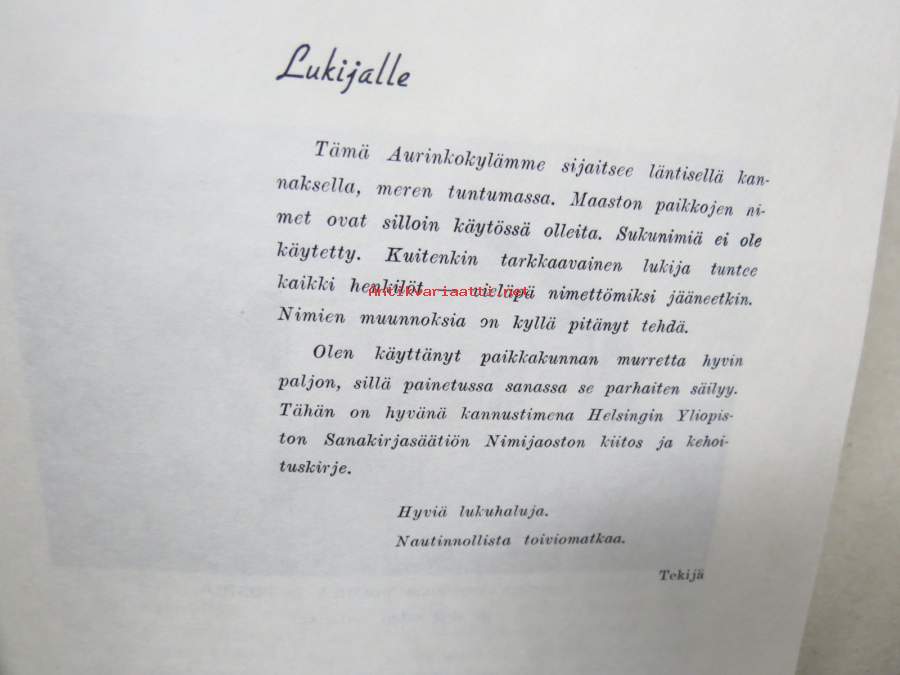 Lukijalle
Tämä Aurinkokylämme sijaitsee läntisellä kan-
naksella, meren tuntumassa. Maaston paikkojen ni-
met ovat silloin käytössä olleita. Sukunimiä ei ole
käytetty. Kuitenkin tarkkaavainen lukija tuntee
kaikki henkilöt — vieläpä nimettömiksi jääneetkin.
Antikvariaatti.net
Nimien muunnoksia on kyllä pitänyt tehdä.
Olen käyttänyt paikkakunnan murretta hyvin
paljon, sillä painetussa sanassa se parhaiten säilyy.
Tähän on hyvänä kannustimena Helsingin Yliopis-
ton Sanakirjasäätiön Nimijaoston kiitos ja kehoi-
tuskirje.
Hyviä lukuhaluja.
Nautinnollista toiviomatkaa.
Tekijä